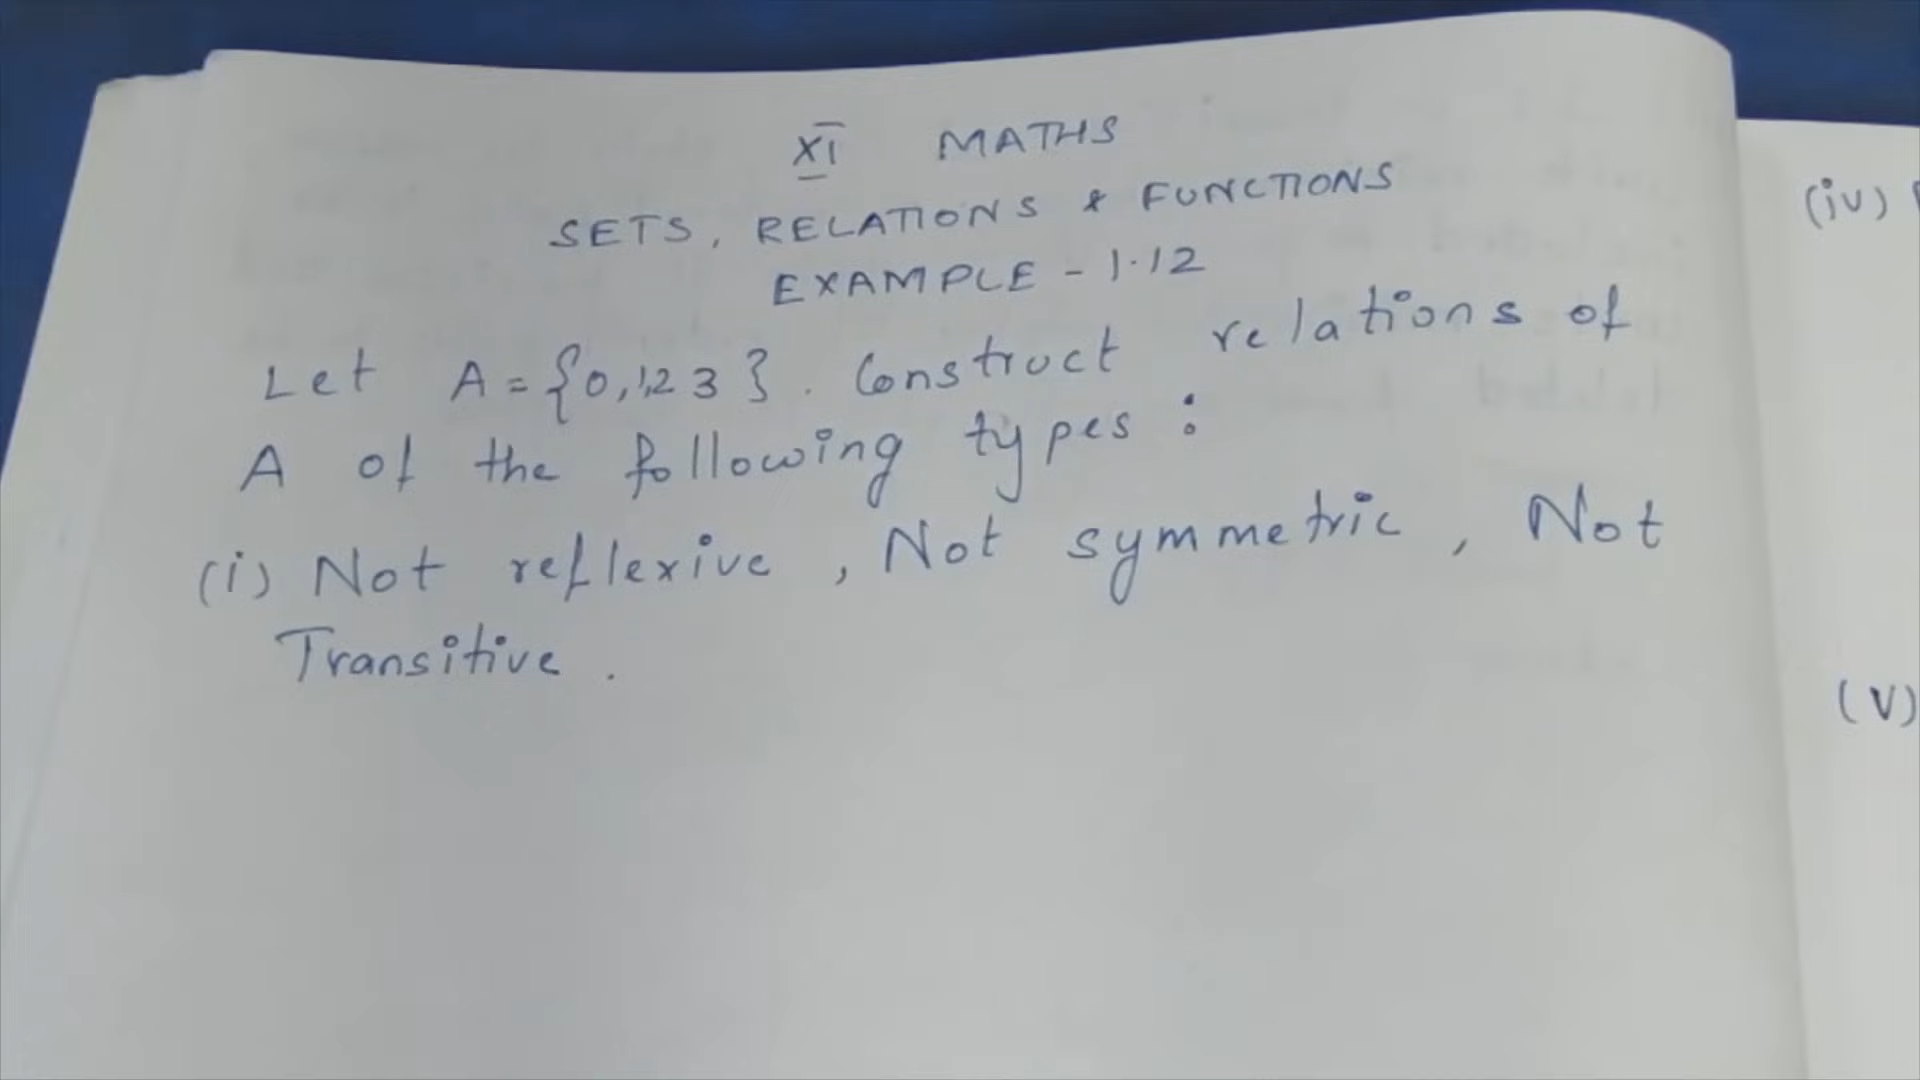 XI MATHS
SETS, RELATIONS & FUNCTIONS
EXAMPLE - 1.12
Let A = {0,1,2 3}. Construct relations of
A of the following types :
(i) Not reflexive , Not symmetric , Not
Transitive .
(iv)
(v)